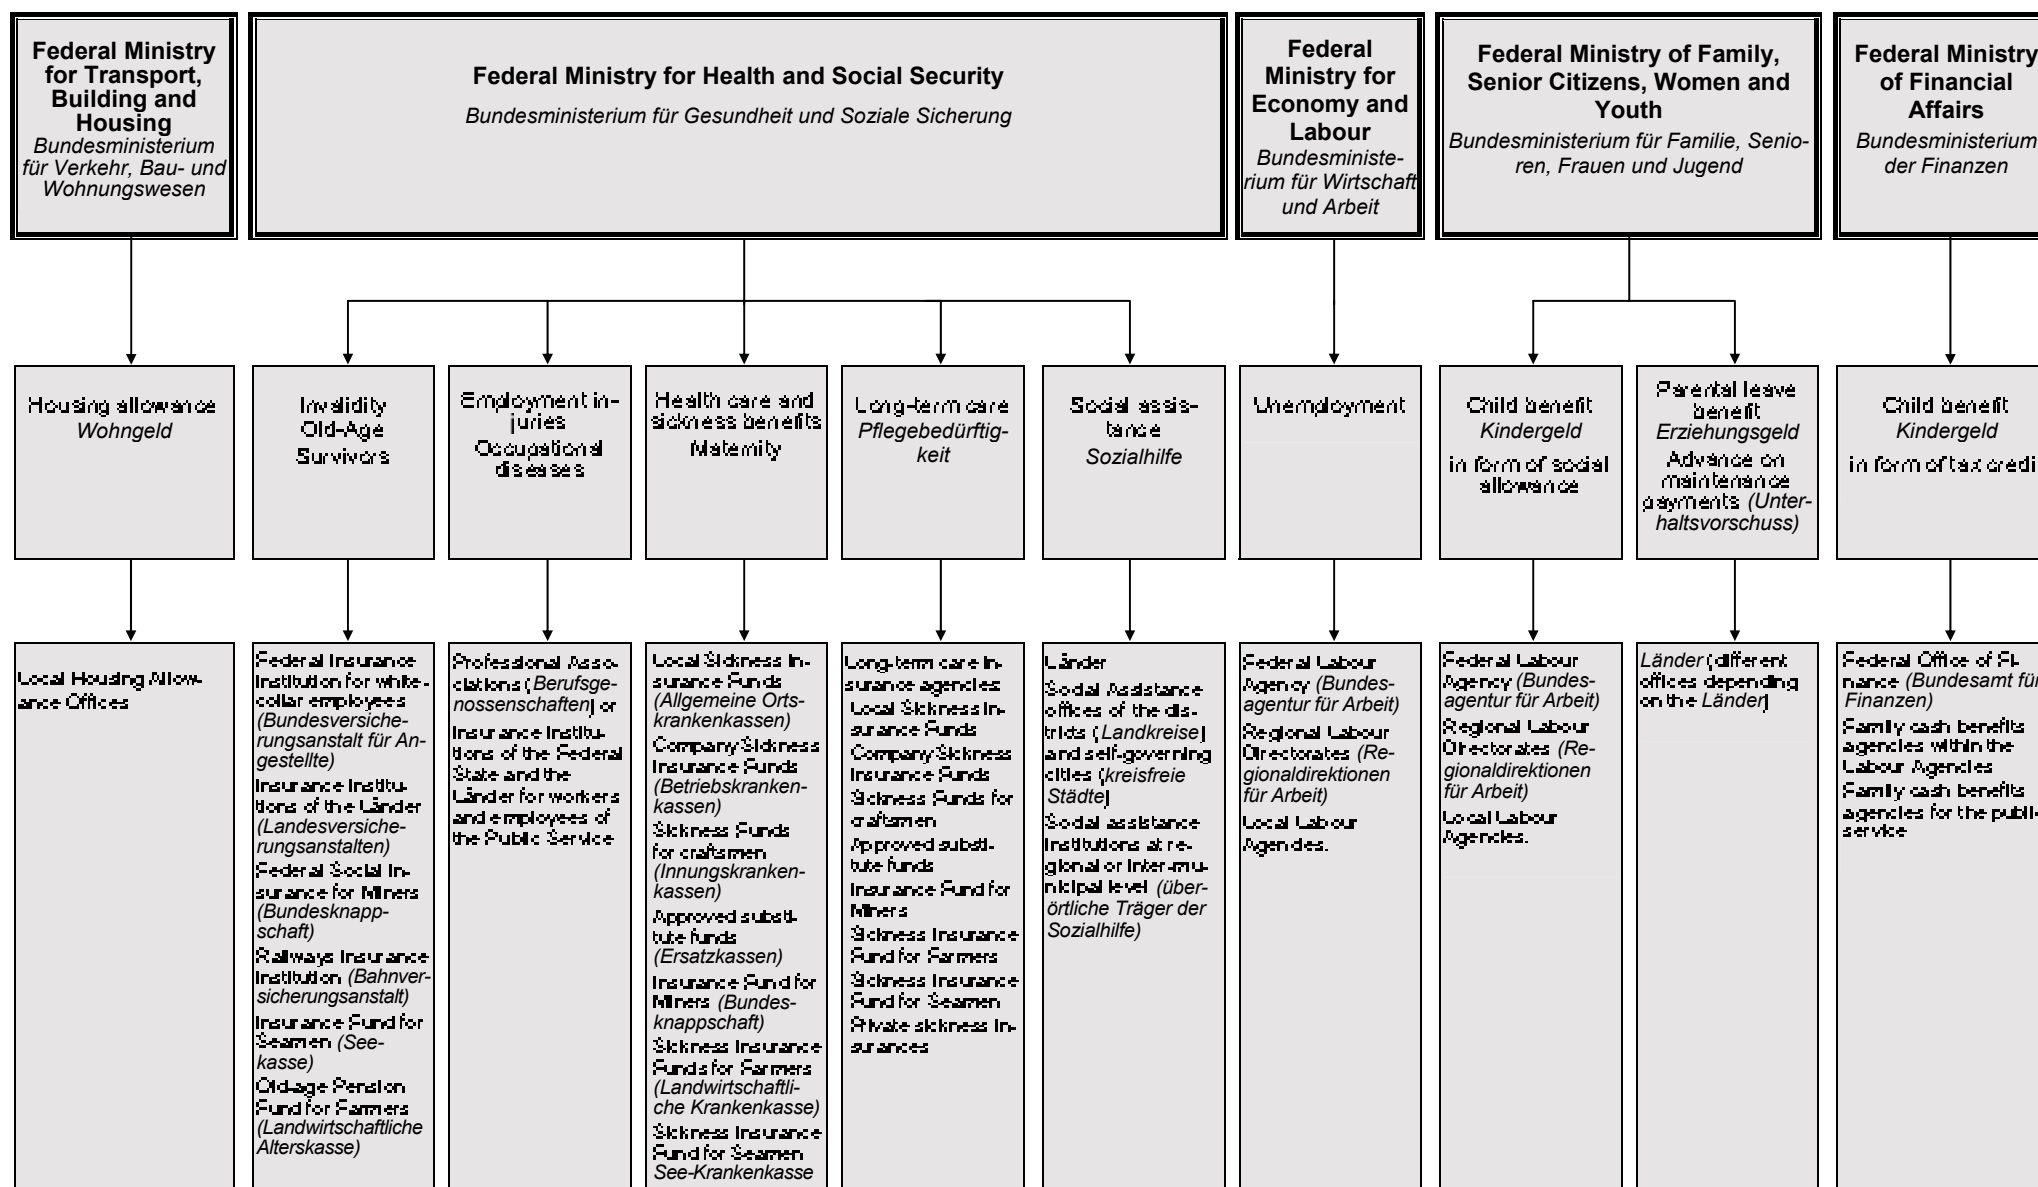 Federal Ministry
for Transport,
Building and
Housing
Bundesministerium
für Verkehr, Bau- und
Wohnungswesen
Federal Ministry for Health and Social Security
Bundesministerium für Gesundheit und Soziale Sicherung
Federal
Ministry for
Economy and
Labour
Bundesministe-
rium für Wirtschaft
und Arbeit
Federal Ministry of Family,
Senior Citizens, Women and
Youth
Bundesministerium für Familie, Senio-
ren, Frauen und Jugend
Federal Ministry
of Financial
Affairs
Bundesministerium
der Finanzen
Housing allowance
Wohngeld
Invalidity
Old-Age
Survivors
Employment in-
juries
Occupational
diseases
Health care and
sickness benefits
Maternity
Long-term care
Pflegebedürftig-
keit
Social assis-
tance
Sozialhilfe
Unemployment
Child benefit
Kindergeld
in form of social
allowance
Parental leave
benefit
Erziehungsgeld
Advance on
maintenance
payments (Unter-
haltsvorschuss)
Child benefit
Kindergeld
in form of tax credi
Local Housing Allow-
ance Offices
Federal Insurance
Institution for white-
collar employees
(Bundesversiche-
rungsanstalt für An-
gestellte)
Insurance Institu-
tions of the Länder
(Landesversiche-
rungsanstalten)
Federal Social In-
surance for Miners
(Bundesknapp-
schaft)
Railways Insurance
Institution (Bahnver-
sicherungsanstalt)
Insurance Fund for
Seamen (See-
kasse)
Old-age Pension
Fund for Farmers
(Landwirtschaftliche
Alterskasse)
Professional Asso-
ciations (Berufsge-
nossenschaften) or
Insurance Institu-
tions of the Federal
State and the
Länder for workers
and employees of
the Public Service
Local Sickness In-
surance Funds
(Allgemeine Orts-
krankenkassen)
Company Sickness
Insurance Funds
(Betriebskranken-
kassen)
Sickness Funds
for craftsmen
(Innungskranken-
kassen)
Approved substi-
tute funds
(Ersatzkassen)
Insurance Fund for
Miners (Bundes-
knappschaft)
Sickness Insurance
Funds for Farmers
(Landwirtschaftli-
che Krankenkasse)
Sickness Insurance
Fund for Seamen
See-Krankenkasse
Long-term care in-
surance agencies
Local Sickness In-
surance Funds
Company Sickness
Insurance Funds
Sickness Funds for
craftsmen
Approved substi-
tute funds
Insurance Fund for
Miners
Sickness Insurance
Fund for Farmers
Sickness Insurance
Fund for Seamen
Private sickness in-
surances
Länder
Social Assistance
offices of the dis-
tricts (Landkreise)
and self-governing
cities (kreisfreie
Städte)
Social assistance
Institutions at re-
gional or inter-mu-
nicipal level (über-
örtliche Träger der
Sozialhilfe)
Federal Labour
Agency (Bundes-
agentur für Arbeit)
Regional Labour
Directorates (Re-
gionaldirektionen
für Arbeit)
Local Labour
Agencies.
Federal Labour
Agency (Bundes-
agentur für Arbeit)
Regional Labour
Directorates (Re-
gionaldirektionen
für Arbeit)
Local Labour
Agencies.
Länder (different
offices depending
on the Länder)
Federal Office of Fi-
nance (Bundesamt für
Finanzen)
Family cash benefits
agencies within the
Labour Agencies
Family cash benefits
agencies for the public
service